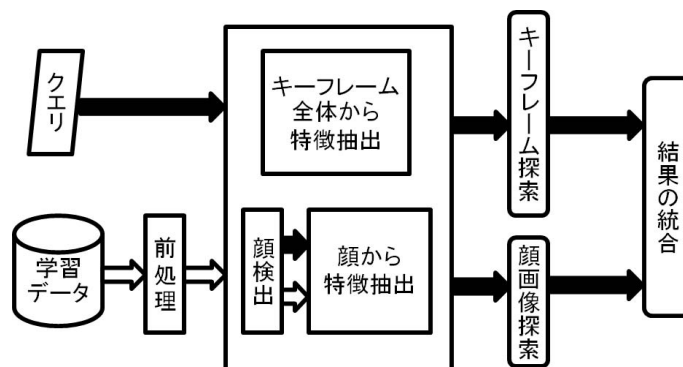 クエリ
キーフレーム
全体から
特徴抽出
キーフレーム探索
結果の統合
学習
データ
前処理
顔検出
顔から
特徴抽出
顔画像探索